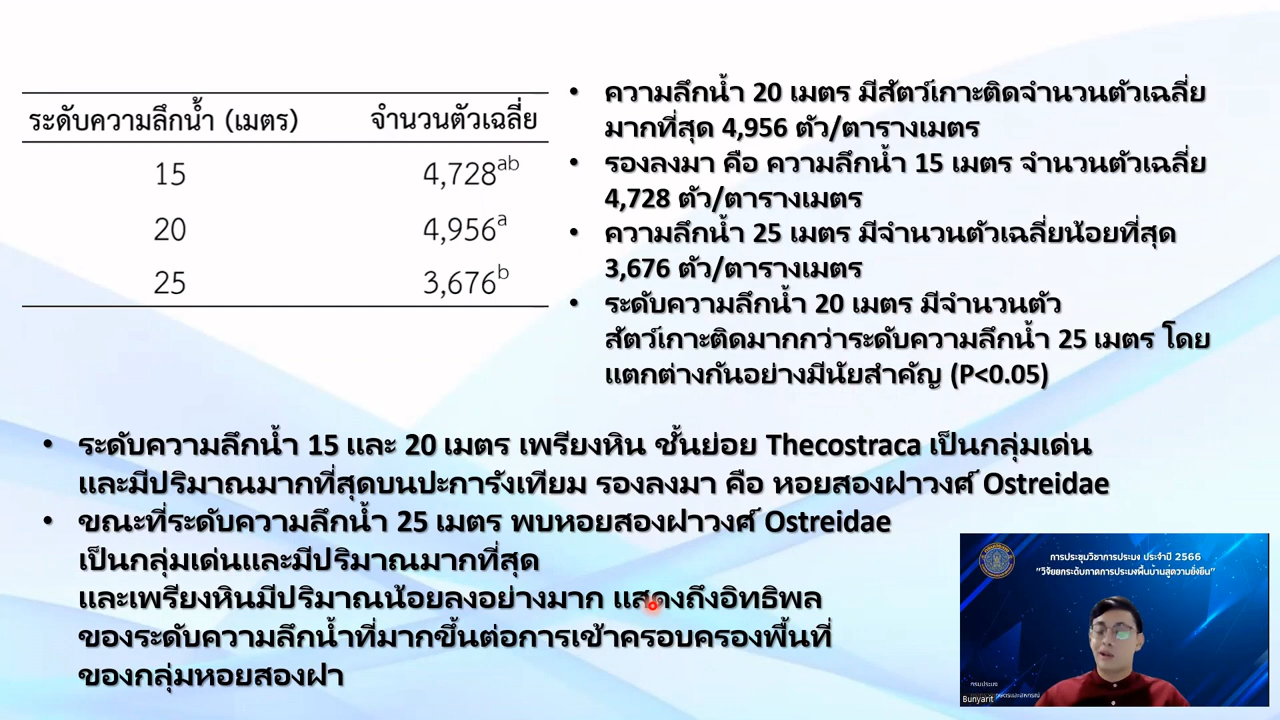 ระดับความลึกน้ำ (เมตร) จำนวนตัวเฉลี่ย
15 4,728ab
20 4,956a
25 3,676b
• ความลึกน้ำ 20 เมตร มีสัตว์เกาะติดจำนวนตัวเฉลี่ย
มากที่สุด 4,956 ตัว/ตารางเมตร
• รองลงมา คือ ความลึกน้ำ 15 เมตร จำนวนตัวเฉลี่ย
4,728 ตัว/ตารางเมตร
• ความลึกน้ำ 25 เมตร มีจำนวนตัวเฉลี่ยน้อยที่สุด
3,676 ตัว/ตารางเมตร
• ระดับความลึกน้ำ 20 เมตร มีจำนวนตัว
สัตว์เกาะติดมากกว่าระดับความลึกน้ำ 25 เมตร โดย
แตกต่างกันอย่างมีนัยสำคัญ (P<0.05)
• ระดับความลึกน้ำ 15 และ 20 เมตร เพรียงหิน ชั้นย่อย Thecostraca เป็นกลุ่มเด่น
และมีปริมาณมากที่สุดบนปะการังเทียม รองลงมา คือ หอยสองฝาวงศ์ Ostreidae
• ขณะที่ระดับความลึกน้ำ 25 เมตร พบหอยสองฝาวงศ์ Ostreidae
เป็นกลุ่มเด่นและมีปริมาณมากที่สุด
และเพรียงหินมีปริมาณน้อยลงอย่างมาก แสดงถึงอิทธิพล
ของระดับความลึกน้ำที่มากขึ้นต่อการเข้าครอบครองพื้นที่
ของกลุ่มหอยสองฝา
การประชุมวิชาการประมง ประจำปี 2566
"วิจัยยกระดับภาคการประมงพื้นบ้านสู่ความยั่งยืน"
กรมประมง
Bunyarit